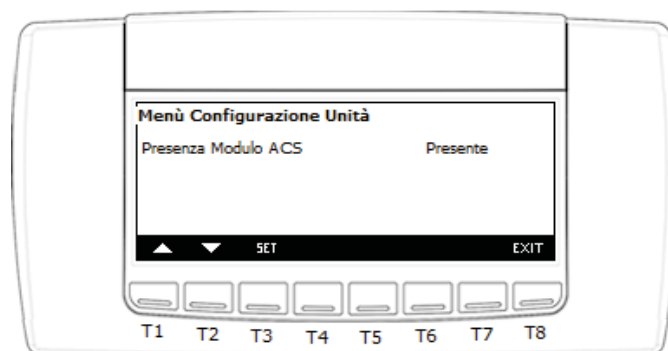 Menù Configurazione Unità
Presenza Modulo ACS Presente
SET EXIT
T1 T2 T3 T4 T5 T6 T7 T8